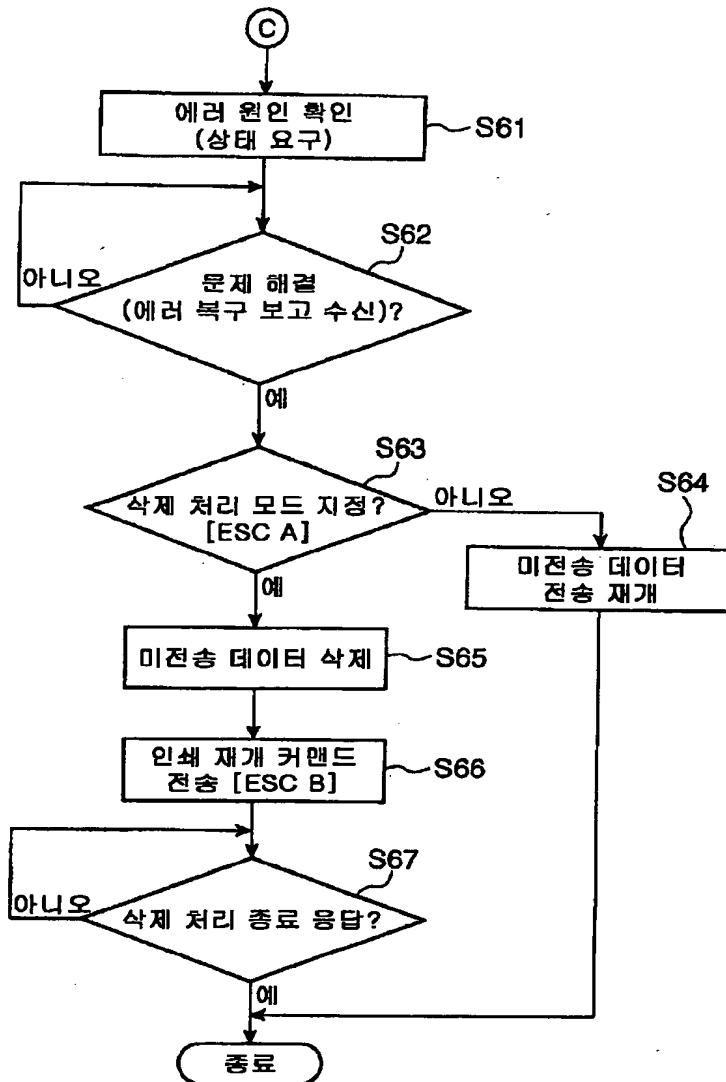 C
에러 원인 확인
(상태 요구)
S61
S62
아니오
문제 해결
(에러 복구 보고 수신)?
예
S63
삭제 처리 모드 지정?
[ESC A]
아니오
S64
미전송 데이터
전송 재개
예
미전송 데이터 삭제
S65
인쇄 재개 커맨드
전송 [ESC B]
S66
S67
아니오
삭제 처리 종료 응답?
예
종료